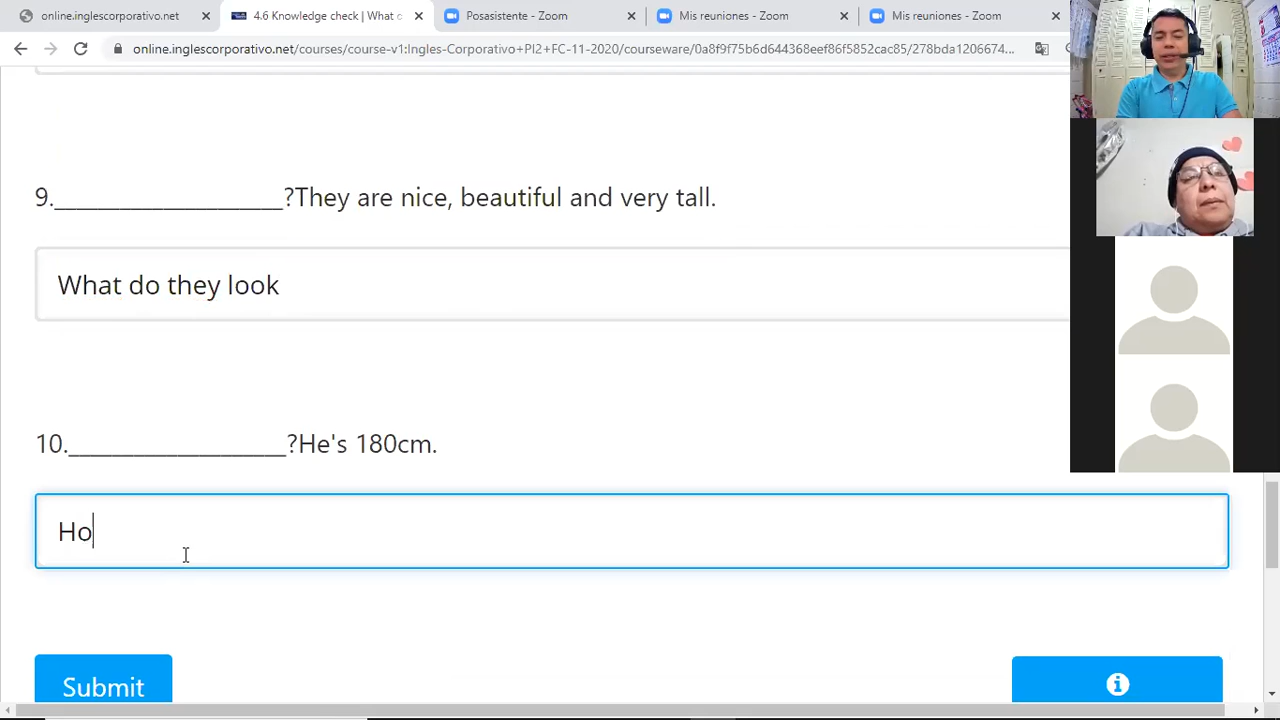 online.inglescorporativo.net
4.6 Knowledge check | What c
Posasistente - Zoom
Mis reuniones - Zoom
Mis reuniones - Zoom
online.inglescorporativo.net/courses/course-v1:Ingles-Corporativo+PI2+FC-11-2020/courseware/0a8f9f75b6d644368eef86f5852cac85/278bda1206674...
9.___________________?They are nice, beautiful and very tall.
What do they look
10.__________________?He's 180cm.
Ho
Submit